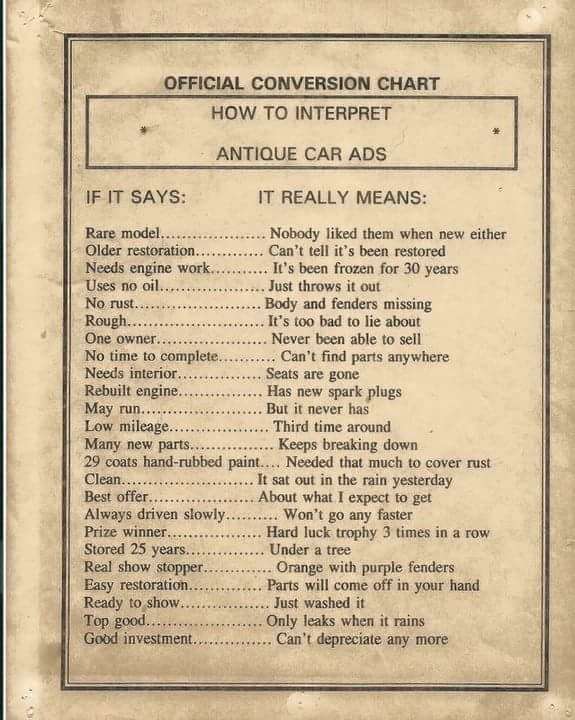 OFFICIAL CONVERSION CHART
HOW TO INTERPRET
* *
ANTIQUE CAR ADS
IF IT SAYS: IT REALLY MEANS:
Rare model.................... Nobody liked them when new either
Older restoration............. Can't tell it's been restored
Needs engine work........... It's been frozen for 30 years
Uses no oil.................... Just throws it out
No rust........................ Body and fenders missing
Rough.......................... It's too bad to lie about
One owner..................... Never been able to sell
No time to complete........... Can't find parts anywhere
Needs interior................ Seats are gone
Rebuilt engine................ Has new spark plugs
May run....................... But it never has
Low mileage................... Third time around
Many new parts................ Keeps breaking down
29 coats hand-rubbed paint.... Needed that much to cover rust
Clean......................... It sat out in the rain yesterday
Best offer.................... About what I expect to get
Always driven slowly.......... Won't go any faster
Prize winner................... Hard luck trophy 3 times in a row
Stored 25 years............... Under a tree
Real show stopper............. Orange with purple fenders
Easy restoration.............. Parts will come off in your hand
Ready to show................. Just washed it
Top good...................... Only leaks when it rains
Good investment............... Can't depreciate any more